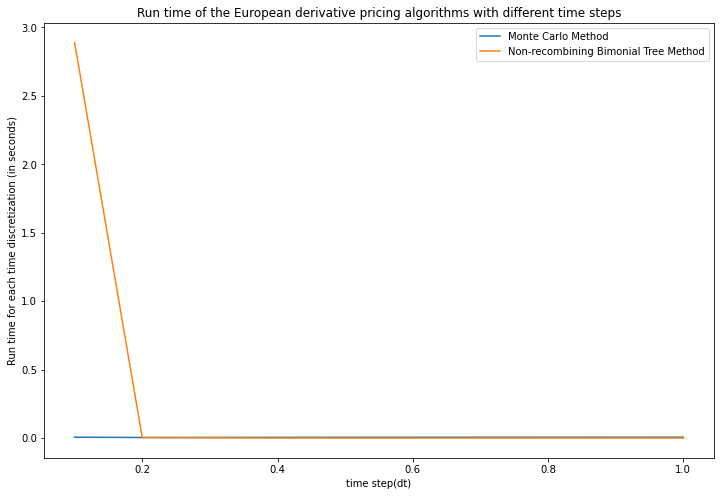 Run time of the European derivative pricing algorithms with different time steps
Monte Carlo Method
Non-recombining Bimonial Tree Method
Run time for each time discretization (in seconds)
3.0
2.5
2.0
1.5
1.0
0.5
0.0
0.2 0.4 0.6 0.8 1.0
time step(dt)